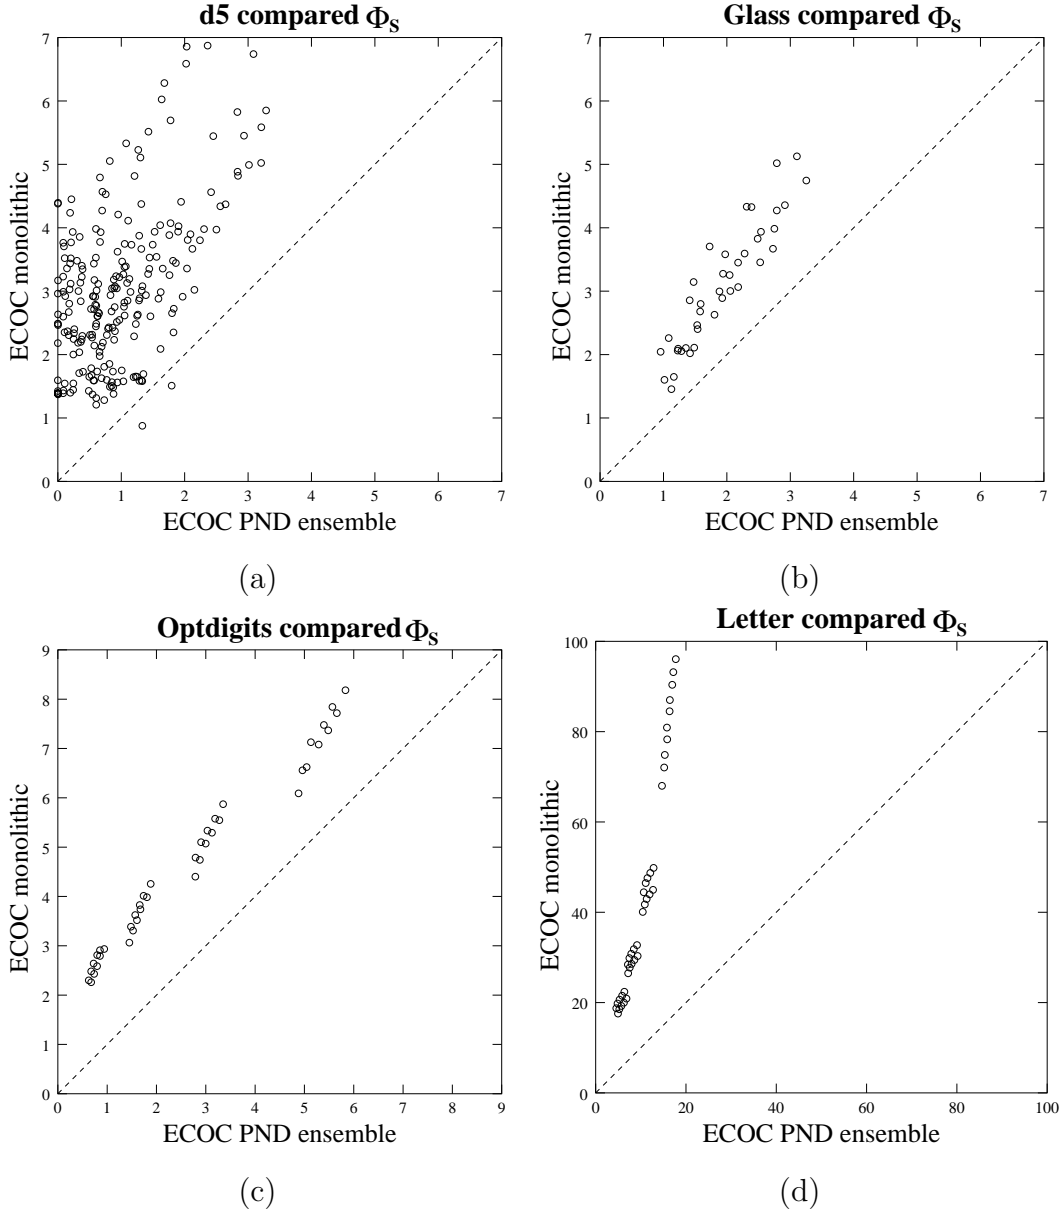 d5 compared ΦS
7
6
5
4
3
2
1
0
ECOC monolithic
0 1 2 3 4 5 6 7
ECOC PND ensemble
(a)
Glass compared ΦS
7
6
5
4
3
2
1
0
ECOC monolithic
0 1 2 3 4 5 6 7
ECOC PND ensemble
(b)
Optdigits compared ΦS
9
8
7
6
5
4
3
2
1
0
ECOC monolithic
0 1 2 3 4 5 6 7 8 9
ECOC PND ensemble
(c)
Letter compared ΦS
100
80
60
40
20
0
ECOC monolithic
0 20 40 60 80 100
ECOC PND ensemble
(d)